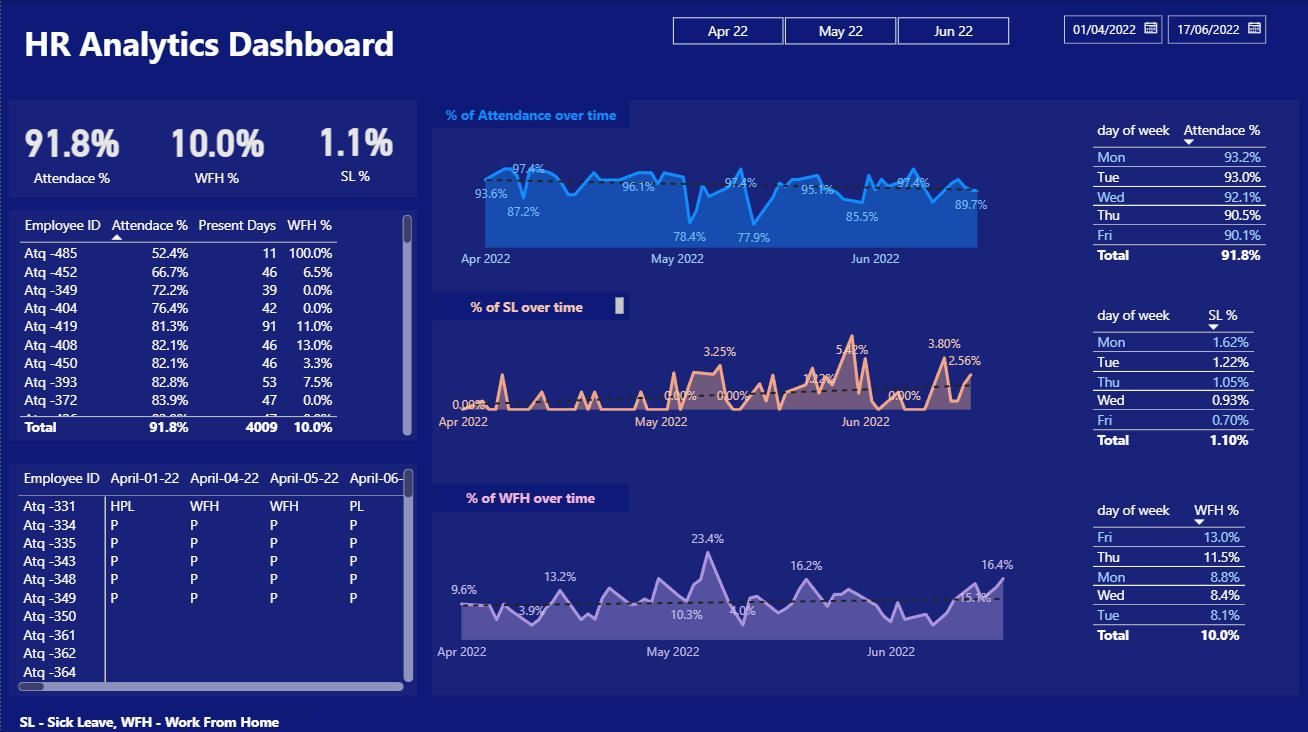 HR Analytics Dashboard
Apr 22 May 22 Jun 22
01/04/2022 17/06/2022
91.8% 10.0% 1.1%
Attendace % WFH % SL %
Employee ID Attendace % Present Days WFH %
Atq -485 52.4% 11 100.0%
Atq -452 66.7% 46 6.5%
Atq -349 72.2% 39 0.0%
Atq -404 76.4% 42 0.0%
Atq -419 81.3% 91 11.0%
Atq -408 82.1% 46 13.0%
Atq -450 82.1% 46 3.3%
Atq -393 82.8% 53 7.5%
Atq -372 83.9% 47 0.0%
Total 91.8% 4009 10.0%
Employee ID April-01-22 April-04-22 April-05-22 April-06-
Atq -331 HPL WFH WFH PL
Atq -334 P P P P
Atq -335 P P P P
Atq -343 P P P P
Atq -348 P P P P
Atq -349 P P P P
Atq -350
Atq -361
Atq -362
Atq -364
SL - Sick Leave, WFH - Work From Home
% of Attendance over time
93.6% 97.4% 87.2% 96.1% 78.4% 97.4% 77.9% 95.1% 85.5% 97.4% 89.7%
Apr 2022 May 2022 Jun 2022
% of SL over time
0.00% 0.00% 3.25% 0.00% 1.22% 5.42% 0.00% 3.80% 2.56%
Apr 2022 May 2022 Jun 2022
% of WFH over time
9.6% 3.9% 13.2% 10.3% 23.4% 4.0% 16.2% 15.1% 16.4%
Apr 2022 May 2022 Jun 2022
day of week Attendace %
Mon 93.2%
Tue 93.0%
Wed 92.1%
Thu 90.5%
Fri 90.1%
Total 91.8%
day of week SL %
Mon 1.62%
Tue 1.22%
Thu 1.05%
Wed 0.93%
Fri 0.70%
Total 1.10%
day of week WFH %
Fri 13.0%
Thu 11.5%
Mon 8.8%
Wed 8.4%
Tue 8.1%
Total 10.0%